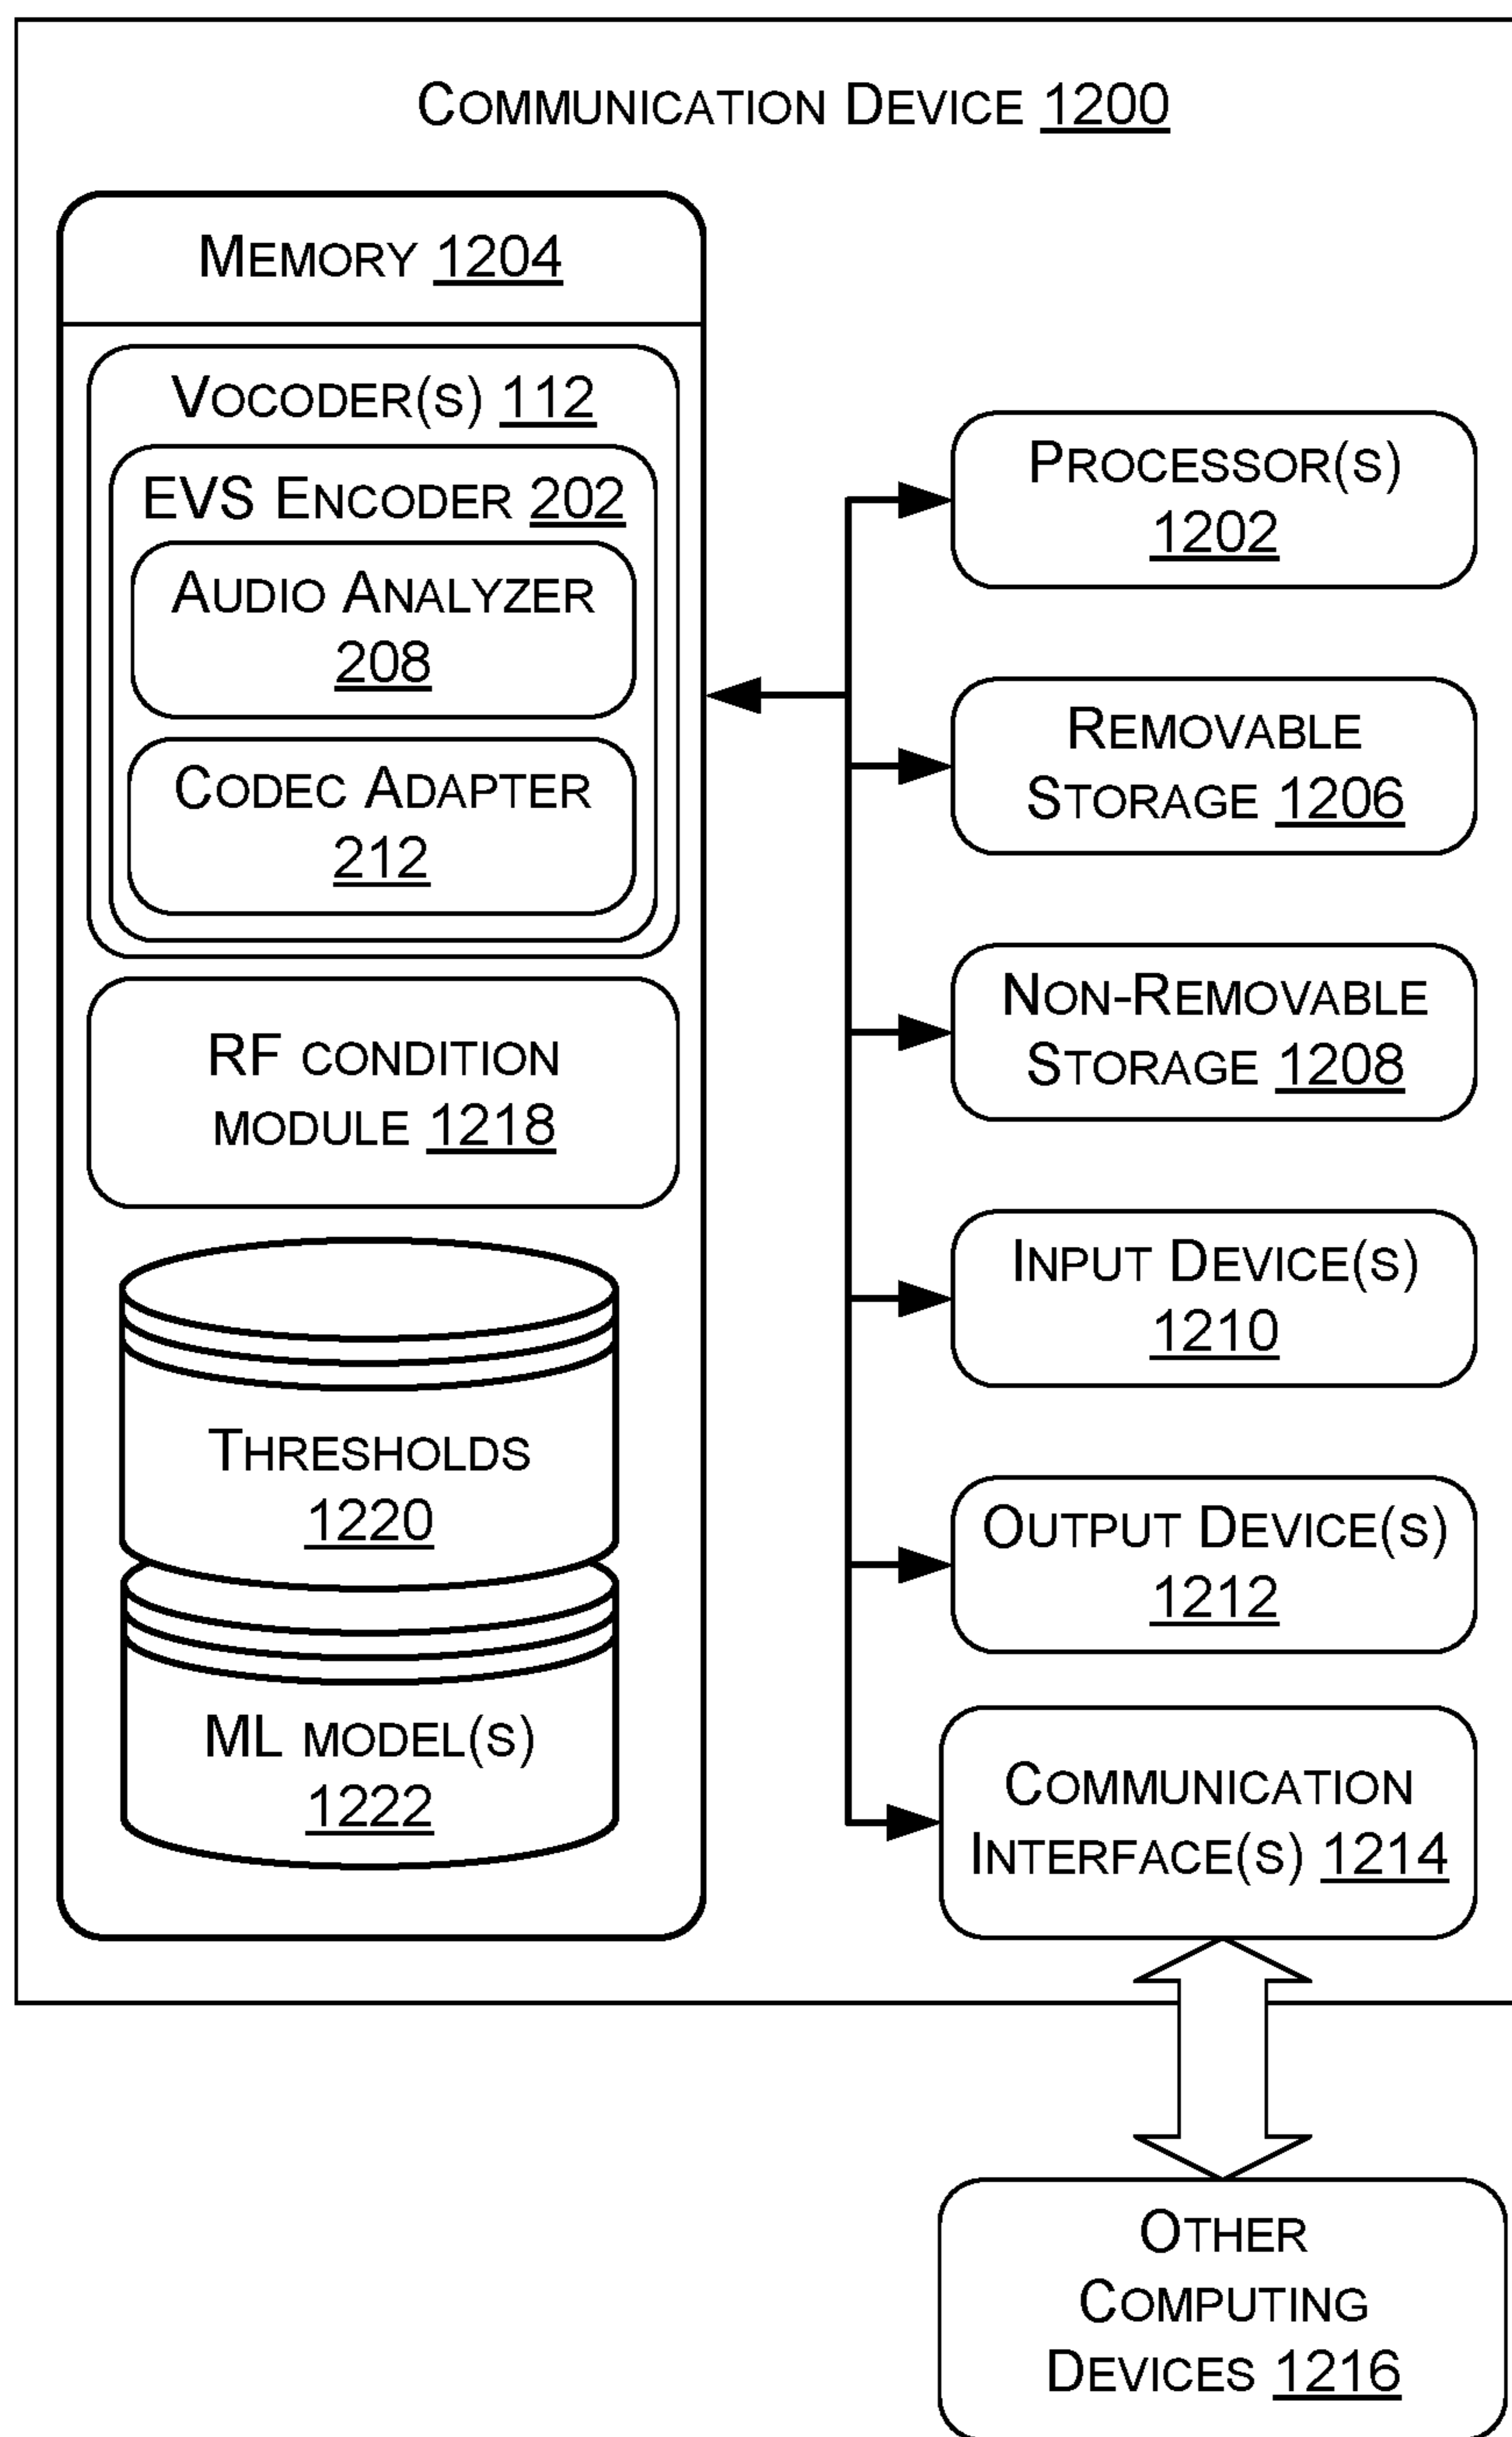 COMMUNICATION DEVICE 1200
MEMORY 1204
VOCODER(S) 112
EVS ENCODER 202
AUDIO ANALYZER
208
CODEC ADAPTER
212
RF CONDITION
MODULE 1218
THRESHOLDS
1220
ML MODEL(S)
1222
PROCESSOR(S)
1202
REMOVABLE
STORAGE 1206
NON-REMOVABLE
STORAGE 1208
INPUT DEVICE(S)
1210
OUTPUT DEVICE(S)
1212
COMMUNICATION
INTERFACE(S) 1214
OTHER
COMPUTING
DEVICES 1216